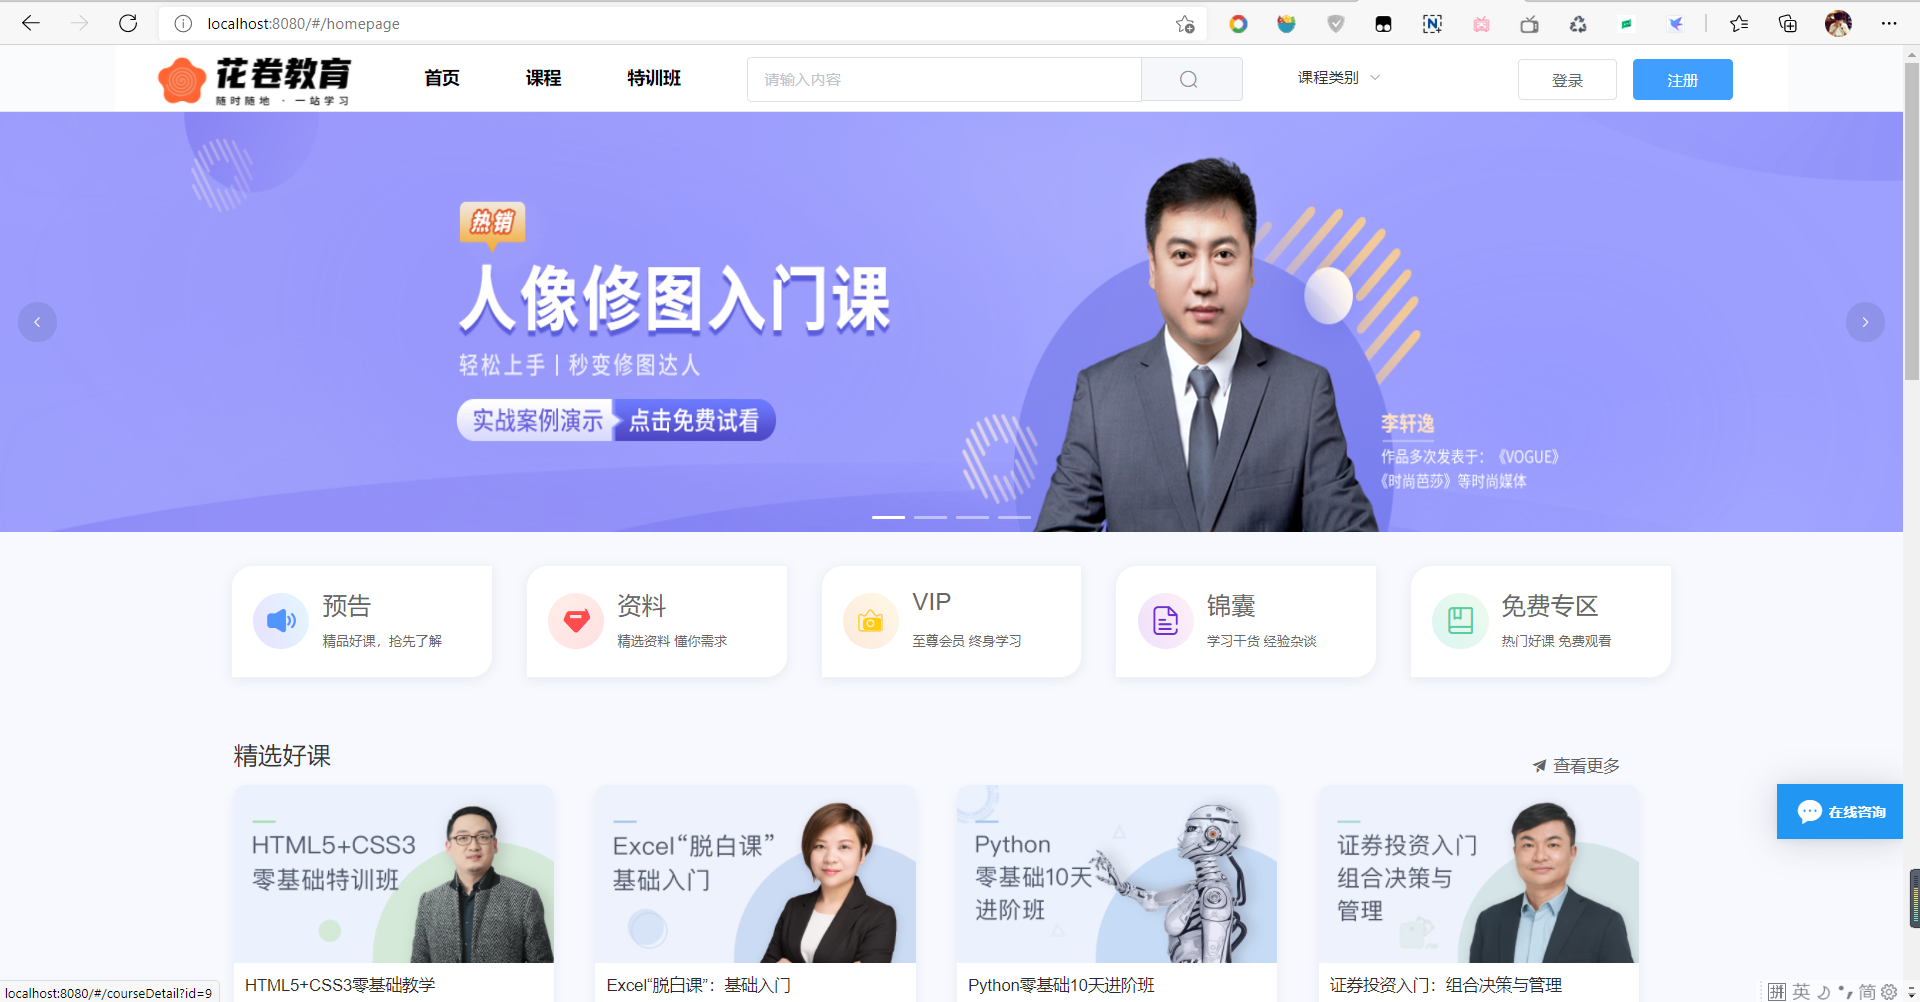 localhost:8080/#/homepage
花卷教育
随时随地 · 一站学习
首页
课程
特训班
请输入内容
课程类别
登录
注册
热销
人像修图入门课
轻松上手 | 秒变修图达人
实战案例演示
点击免费试看
李轩逸
作品多次发表于：《VOGUE》
《时尚芭莎》等时尚媒体
预告
精品好课，抢先了解
资料
精选资料 懂你需求
VIP
至尊会员 终身学习
锦囊
学习干货 经验杂谈
免费专区
热门好课 免费观看
精选好课
查看更多
HTML5+CSS3
零基础特训班
Excel“脱白课”
基础入门
Python
零基础10天
进阶班
证券投资入门
组合决策与
管理
在线咨询
HTML5+CSS3零基础教学
Excel“脱白课”：基础入门
Python零基础10天进阶班
证券投资入门：组合决策与管理
localhost:8080/#/courseDetail?id=9
拼 英 简